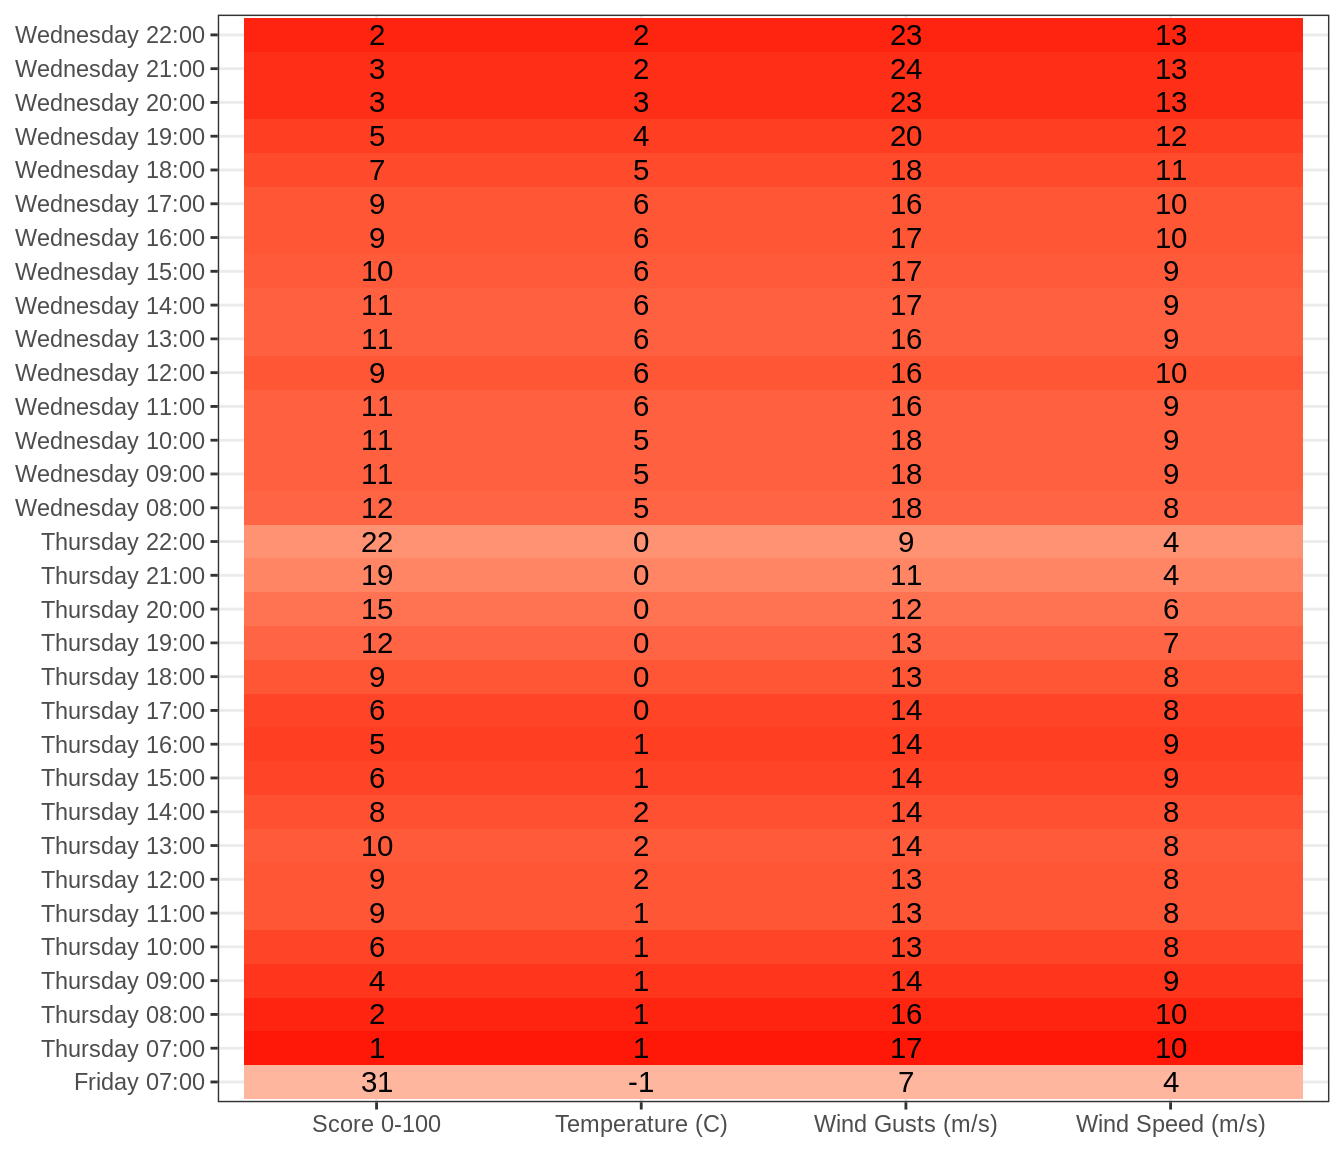 Wednesday 22:00 2 2 23 13
Wednesday 21:00 3 2 24 13
Wednesday 20:00 3 3 23 13
Wednesday 19:00 5 4 20 12
Wednesday 18:00 7 5 18 11
Wednesday 17:00 9 6 16 10
Wednesday 16:00 9 6 17 10
Wednesday 15:00 10 6 17 9
Wednesday 14:00 11 6 17 9
Wednesday 13:00 11 6 16 9
Wednesday 12:00 9 6 16 10
Wednesday 11:00 11 6 16 9
Wednesday 10:00 11 5 18 9
Wednesday 09:00 11 5 18 9
Wednesday 08:00 12 5 18 8
Thursday 22:00 22 0 9 4
Thursday 21:00 19 0 11 4
Thursday 20:00 15 0 12 6
Thursday 19:00 12 0 13 7
Thursday 18:00 9 0 13 8
Thursday 17:00 6 0 14 8
Thursday 16:00 5 1 14 9
Thursday 15:00 6 1 14 9
Thursday 14:00 8 2 14 8
Thursday 13:00 10 2 14 8
Thursday 12:00 9 2 13 8
Thursday 11:00 9 1 13 8
Thursday 10:00 6 1 13 8
Thursday 09:00 4 1 14 9
Thursday 08:00 2 1 16 10
Thursday 07:00 1 1 17 10
Friday 07:00 31 -1 7 4
Score 0-100 Temperature (C) Wind Gusts (m/s) Wind Speed (m/s)